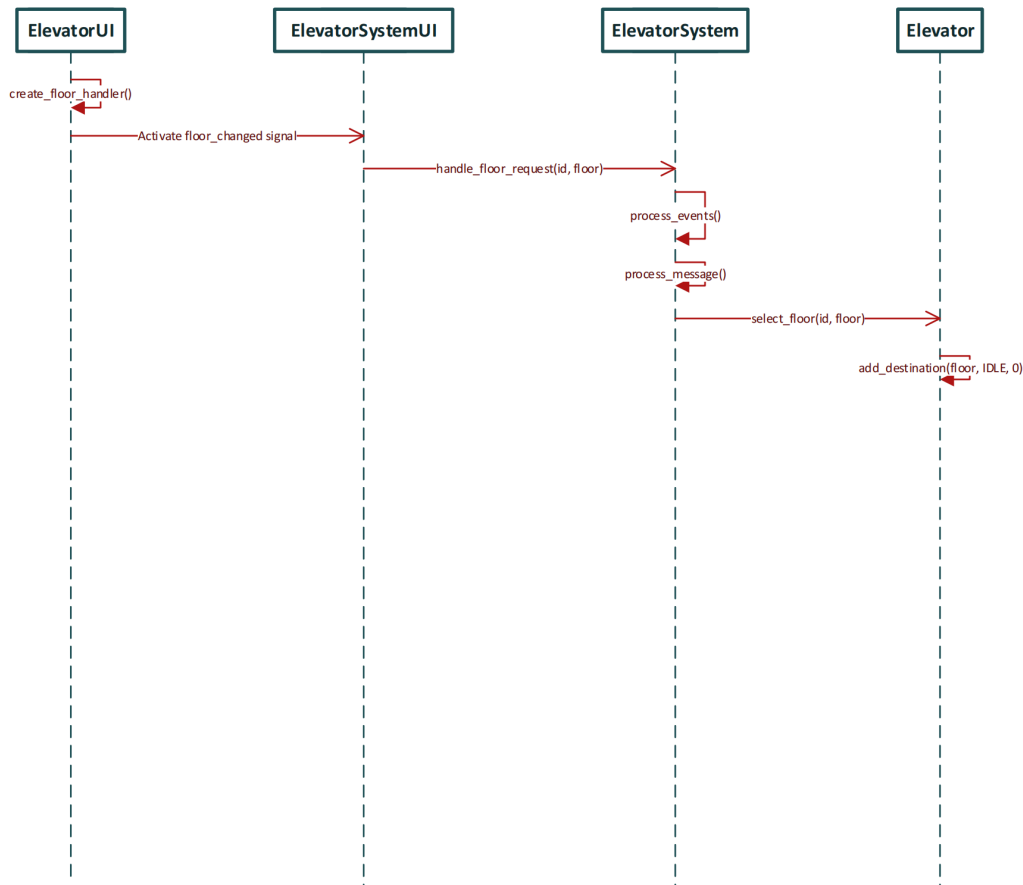 ElevatorUI
ElevatorSystemUI
ElevatorSystem
Elevator
create_floor_handler()
Activate floor_changed signal
handle_floor_request(id, floor)
process_events()
process_message()
select_floor(id, floor)
add_destination(floor, IDLE, 0)